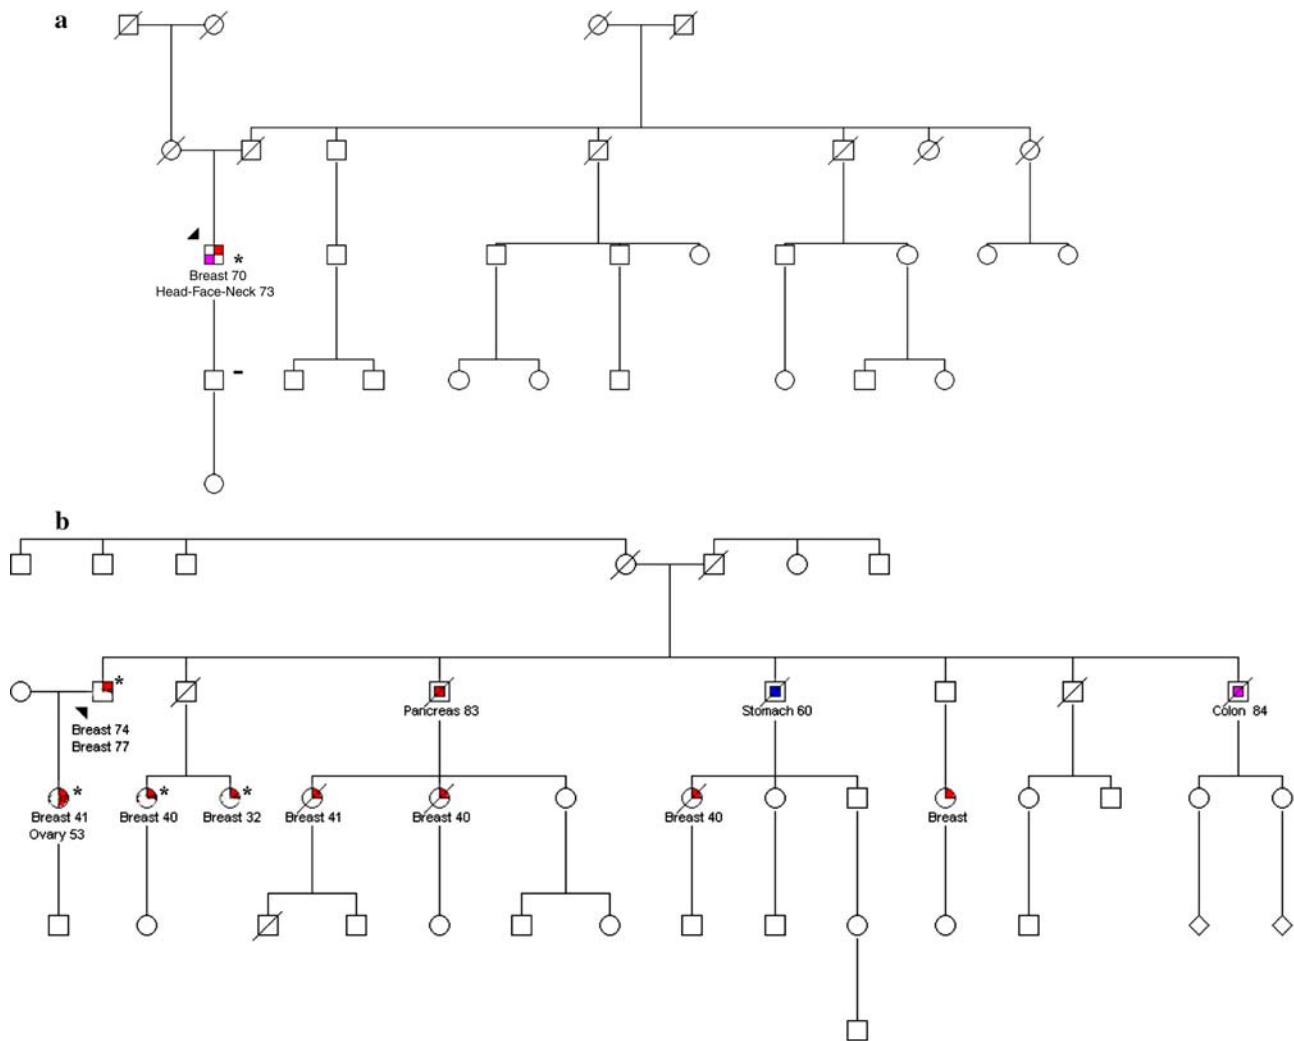 a
*
Breast 70
Head-Face-Neck 73
-
b
*
Pancreas 83
Stomach 60
Colon 84
Breast 74
Breast 77
* * *
Breast 41
Ovary 53
Breast 40
Breast 32
Breast 41
Breast 40
Breast 40
Breast